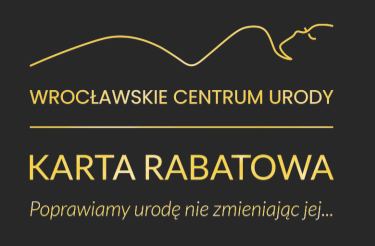 WROCŁAWSKIE CENTRUM URODY
KARTA RABATOWA
Poprawiamy urodę nie zmieniając jej...